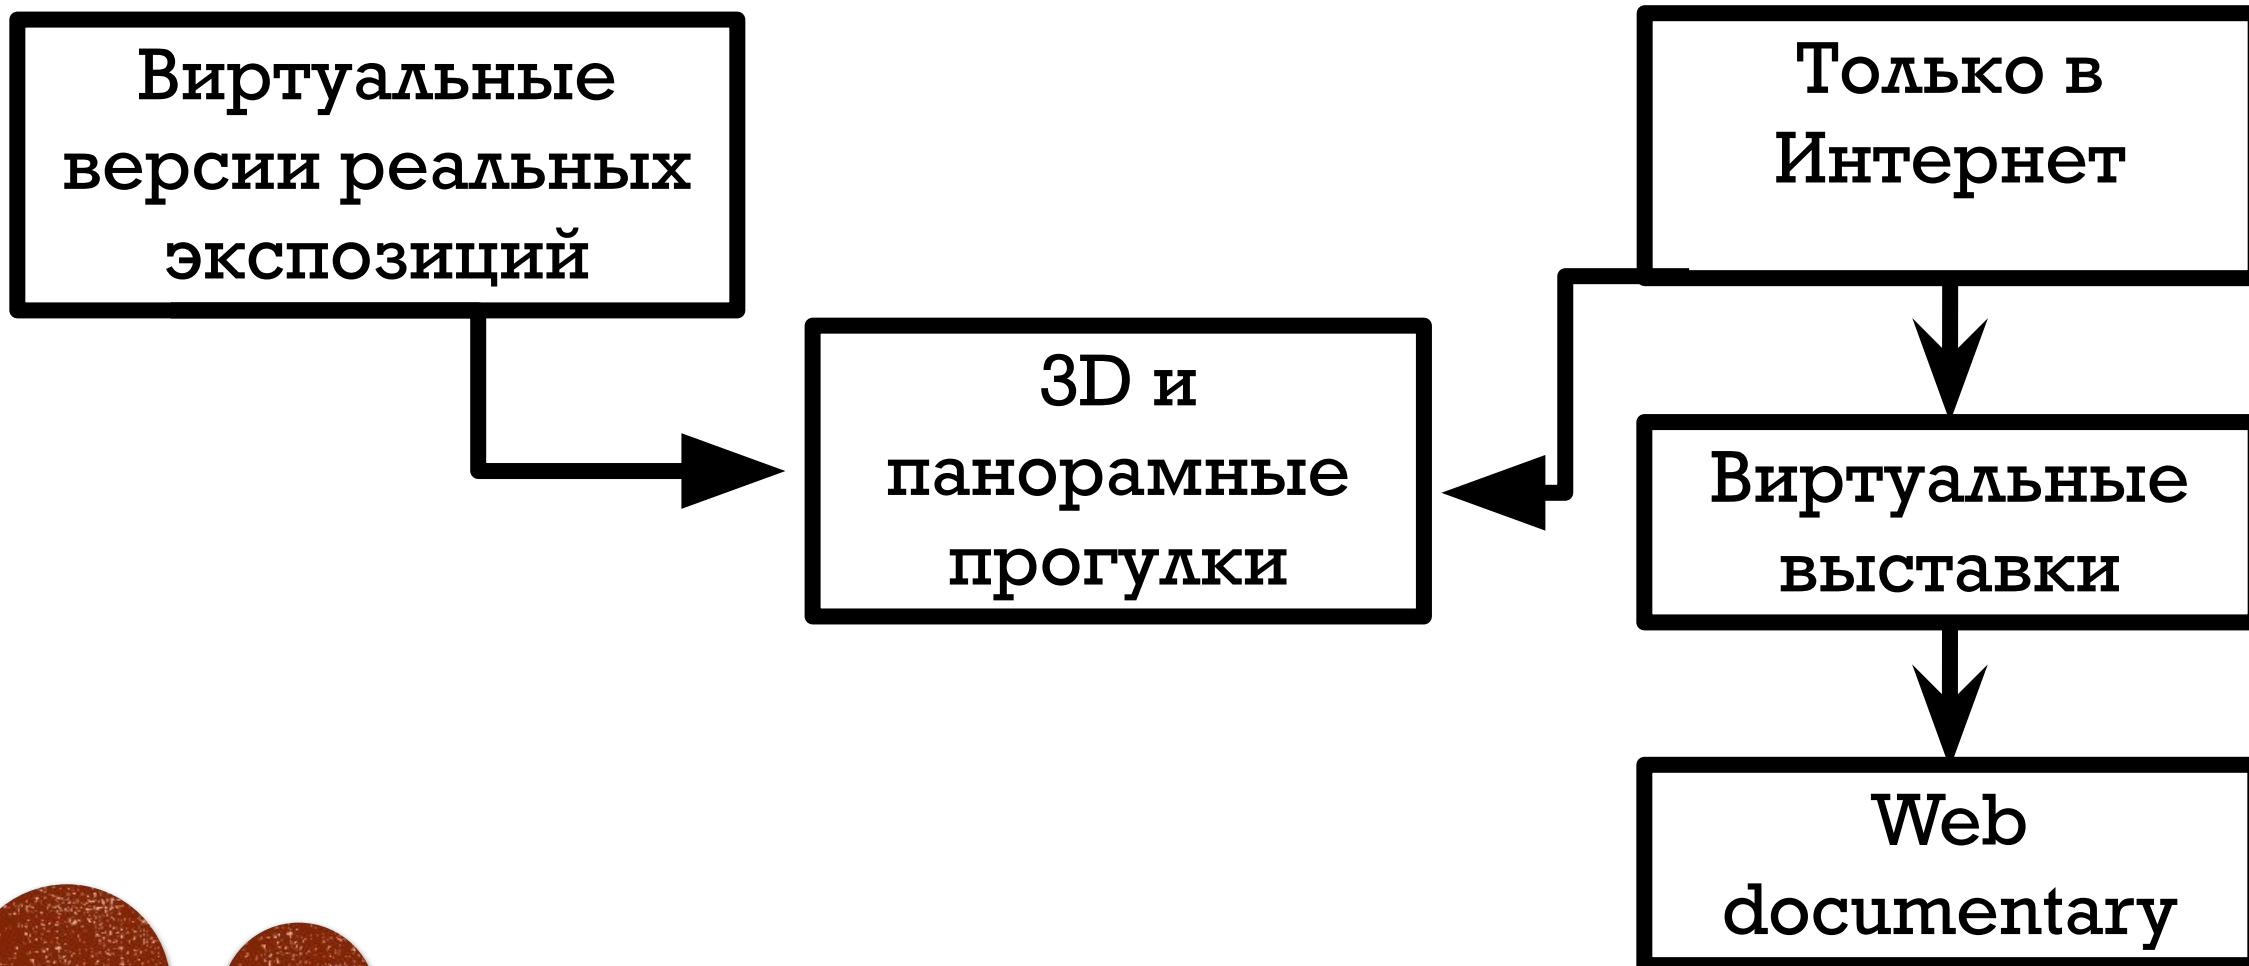 Виртуальные
версии реальных
экспозиций
Только в
Интернет
3D и
панорамные
прогулки
Виртуальные
выставки
Web
documentary